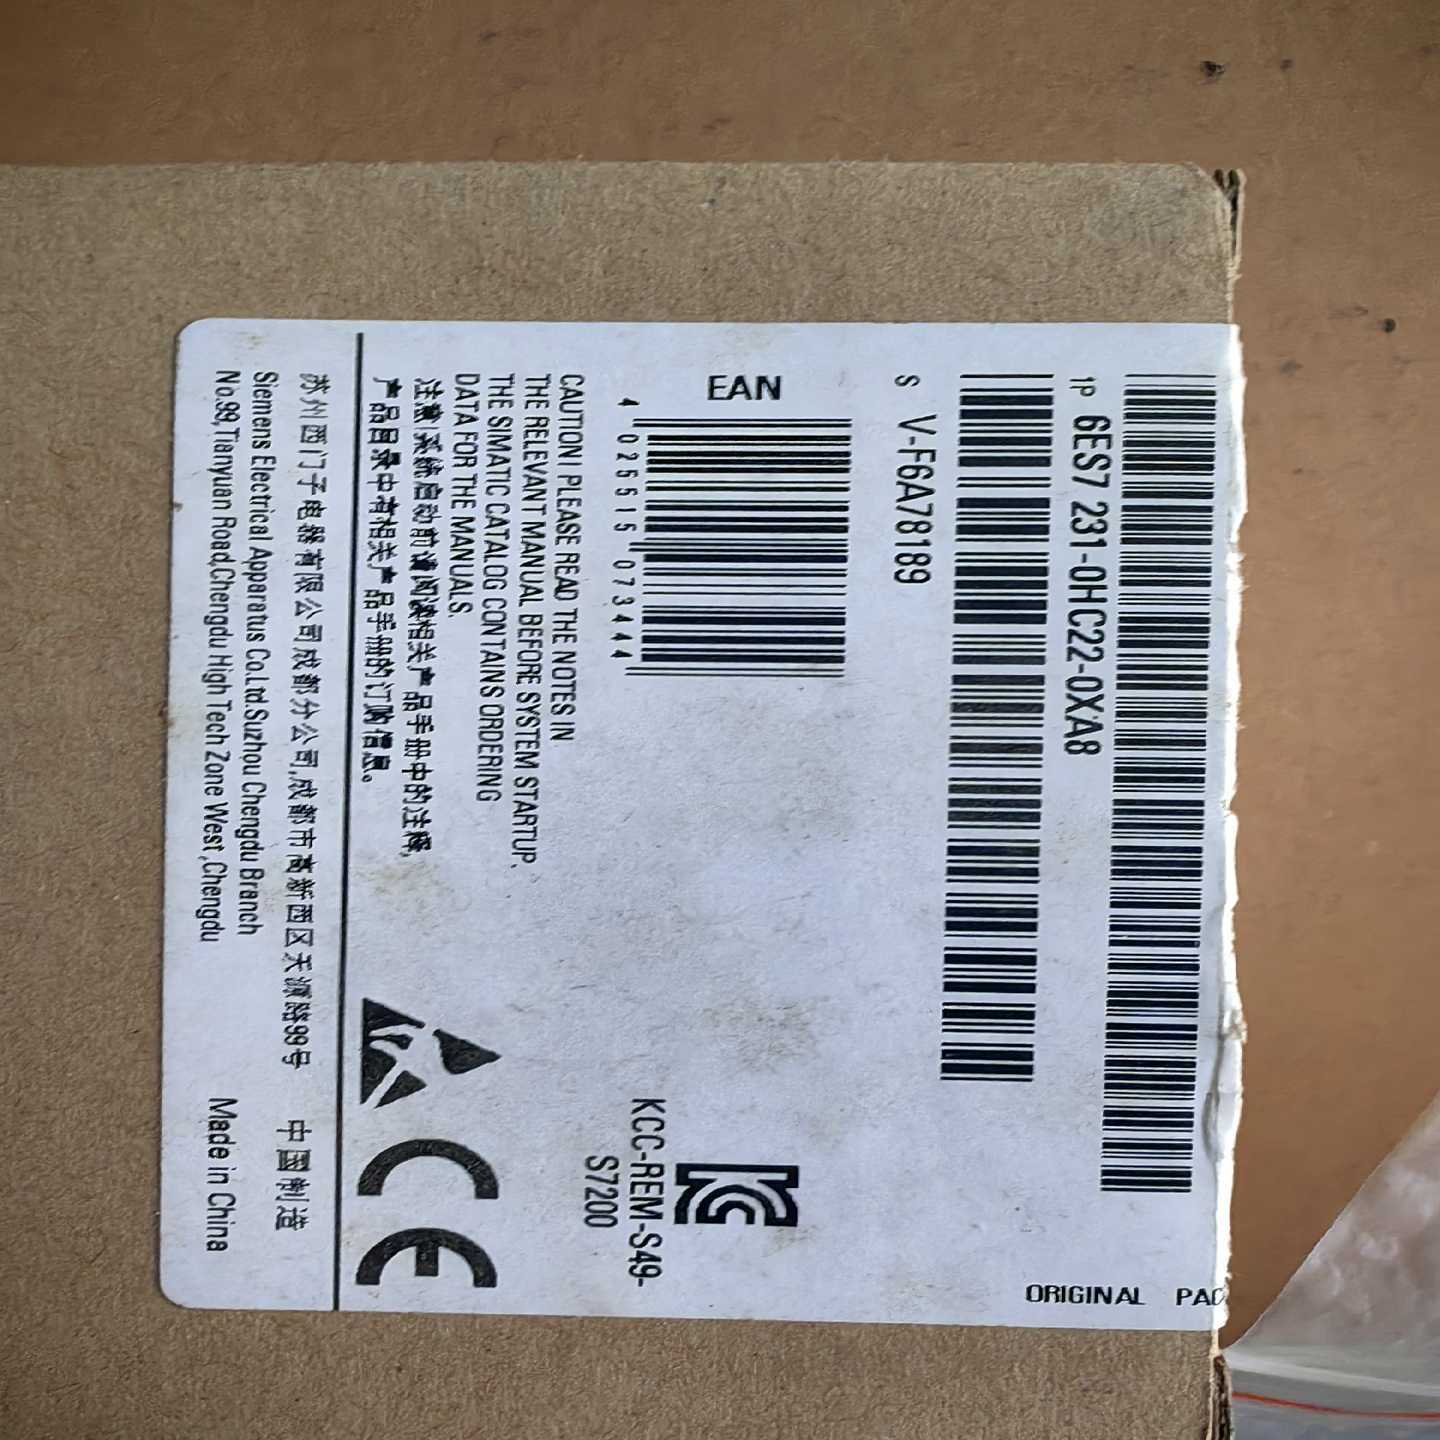 1P 6ES7 231-0HC22-0XA8
S V-F6A78189
EAN
4 025515 073444
CAUTION! PLEASE READ THE NOTES IN
THE RELEVANT MANUAL BEFORE SYSTEM STARTUP.
THE SIMATIC CATALOG CONTAINS ORDERING
DATA FOR THE MANUALS.
注意!系统启动前请阅读相关产品手册中的注释,
产品目录中有相关产品手册的订购信息。
苏州西门子电器有限公司成都分公司,成都市高新西区天源路99号 中国制造
Siemens Electrical Apparatus Co.Ltd.Suzhou Chengdu Branch
No.99,Tianyuan Road,Chengdu High Tech Zone West,Chengdu Made in China
KCC-REM-S49-
S7200
CE
ORIGINAL PAC